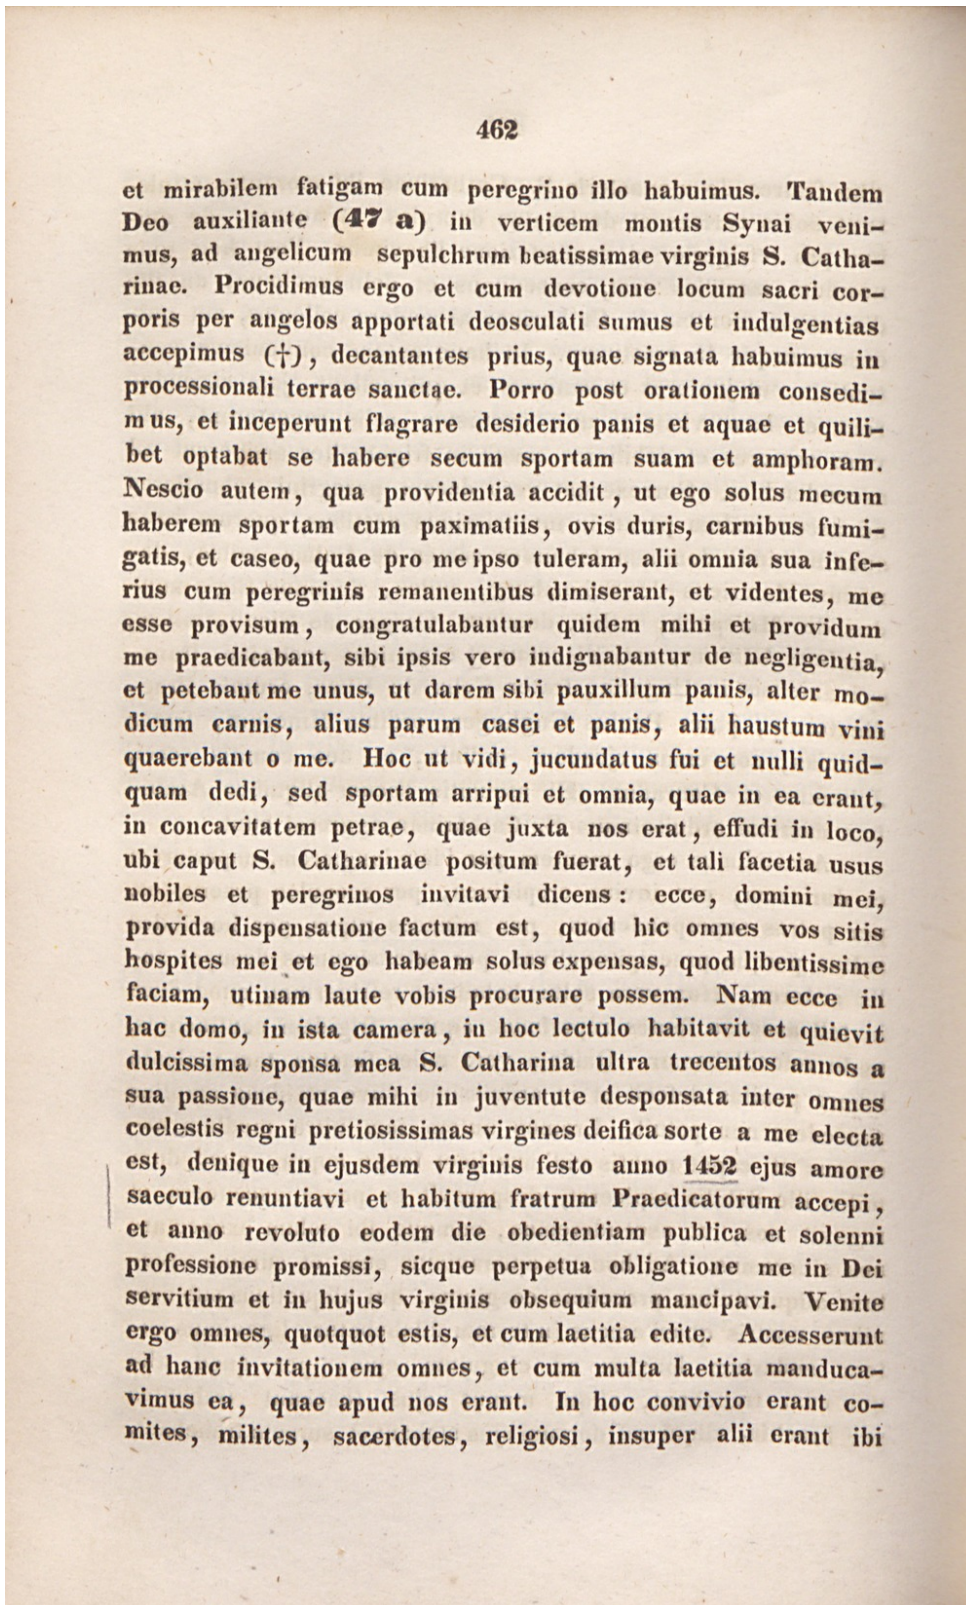 462
et mirabilem fatigam cum peregrino illo habuimus. Tandem
Deo auxiliante (47 a) in verticem montis Synai veni-
mus, ad angelicum sepulchrum beatissimae virginis S. Catha-
rinae. Procidimus ergo et cum devotione locum sacri cor-
poris per angelos apportati deosculati sumus et indulgentias
accepimus (†), decantantes prius, quae signata habuimus in
processionali terrae sanctae. Porro post orationem consedi-
mus, et inceperunt flagrare desiderio panis et aquae et quili-
bet optabat se habere secum sportam suam et amphoram.
Nescio autem, qua providentia accidit, ut ego solus mecum
haberem sportam cum paximatiis, ovis duris, carnibus fumi-
gatis, et caseo, quae pro me ipso tuleram, alii omnia sua infe-
rius cum peregrinis remanentibus dimiserant, et videntes, me
esse provisum, congratulabantur quidem mihi et providum
me praedicabant, sibi ipsis vero indignabantur de negligentia,
et petebant me unus, ut darem sibi pauxillum panis, alter mo-
dicum carnis, alius parum casei et panis, alii haustum vini
quaerebant o me. Hoc ut vidi, jucundatus fui et nulli quid-
quam dedi, sed sportam arripui et omnia, quae in ea erant,
in concavitatem petrae, quae juxta nos erat, effudi in loco,
ubi caput S. Catharinae positum fuerat, et tali facetia usus
nobiles et peregrinos invitavi dicens: ecce, domini mei,
provida dispensatione factum est, quod hic omnes vos sitis
hospites mei et ego habeam solus expensas, quod libentissime
faciam, utinam laute vobis procurare possem. Nam ecce in
hac domo, in ista camera, in hoc lectulo habitavit et quievit
dulcissima sponsa mea S. Catharina ultra trecentos annos a
sua passione, quae mihi in juventute desponsata inter omnes
coelestis regni pretiosissimas virgines deifica sorte a me electa
est, denique in ejusdem virginis festo anno 1452 ejus amore
saeculo renuntiavi et habitum fratrum Praedicatorum accepi,
et anno revoluto eodem die obedientiam publica et solenni
professione promissi, sicque perpetua obligatione me in Dei
servitium et in hujus virginis obsequium mancipavi. Venite
ergo omnes, quotquot estis, et cum laetitia edite. Accesserunt
ad hanc invitationem omnes, et cum multa laetitia manduca-
vimus ea, quae apud nos erant. In hoc convivio erant co-
mites, milites, sacerdotes, religiosi, insuper alii erant ibi